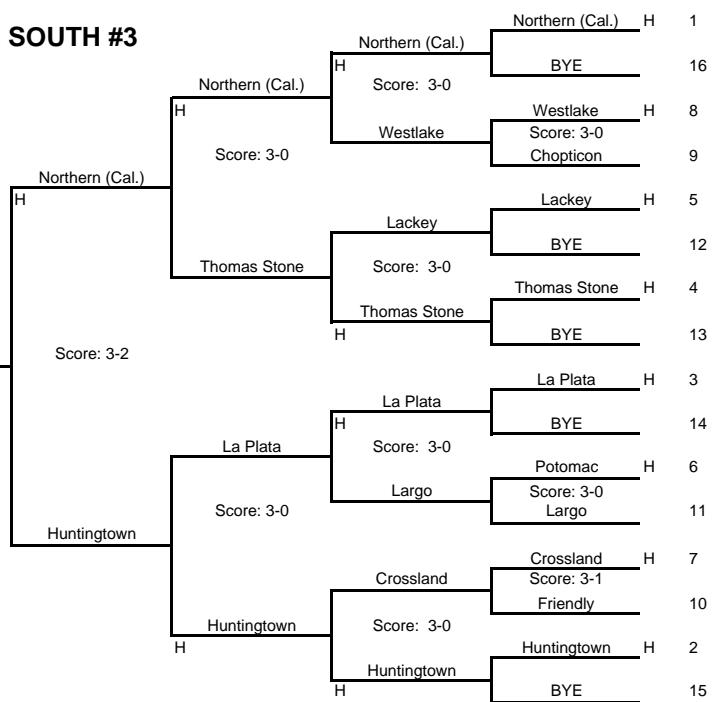 SOUTH #3
Northern (Cal.) H 1
Northern (Cal.)
H
BYE 16
Northern (Cal.)
Score: 3-0
H
Westlake H 8
Westlake
Score: 3-0
Score: 3-0
Chopticon 9
Northern (Cal.)
H
Lackey H 5
Lackey
BYE 12
Thomas Stone
Score: 3-0
Thomas Stone H 4
Thomas Stone
H
BYE 13
Score: 3-2
La Plata H 3
La Plata
H
BYE 14
La Plata
Score: 3-0
Potomac H 6
Largo
Score: 3-0
Score: 3-0
Largo 11
Huntingtown
Crossland H 7
Crossland
Score: 3-1
Friendly 10
Huntingtown
Score: 3-0
H
Huntingtown H 2
Huntingtown
H
BYE 15